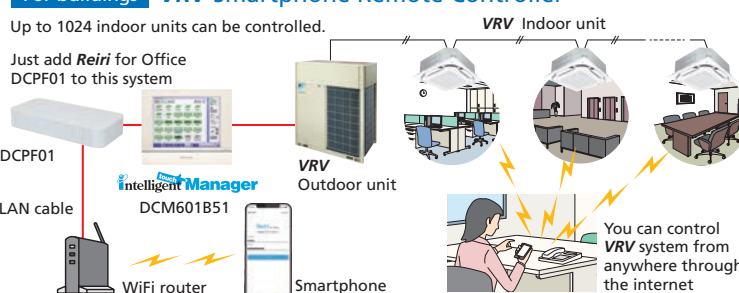 For buildings VRV Smartphone Remote Controller
Up to 1024 indoor units can be controlled.
VRV Indoor unit
Just add Reiri for Office
DCPF01 to this system
DCPF01
intelligent touch Manager
DCM601B51
VRV
Outdoor unit
LAN cable
WiFi router
Smartphone
You can control
VRV system from
anywhere through
the internet